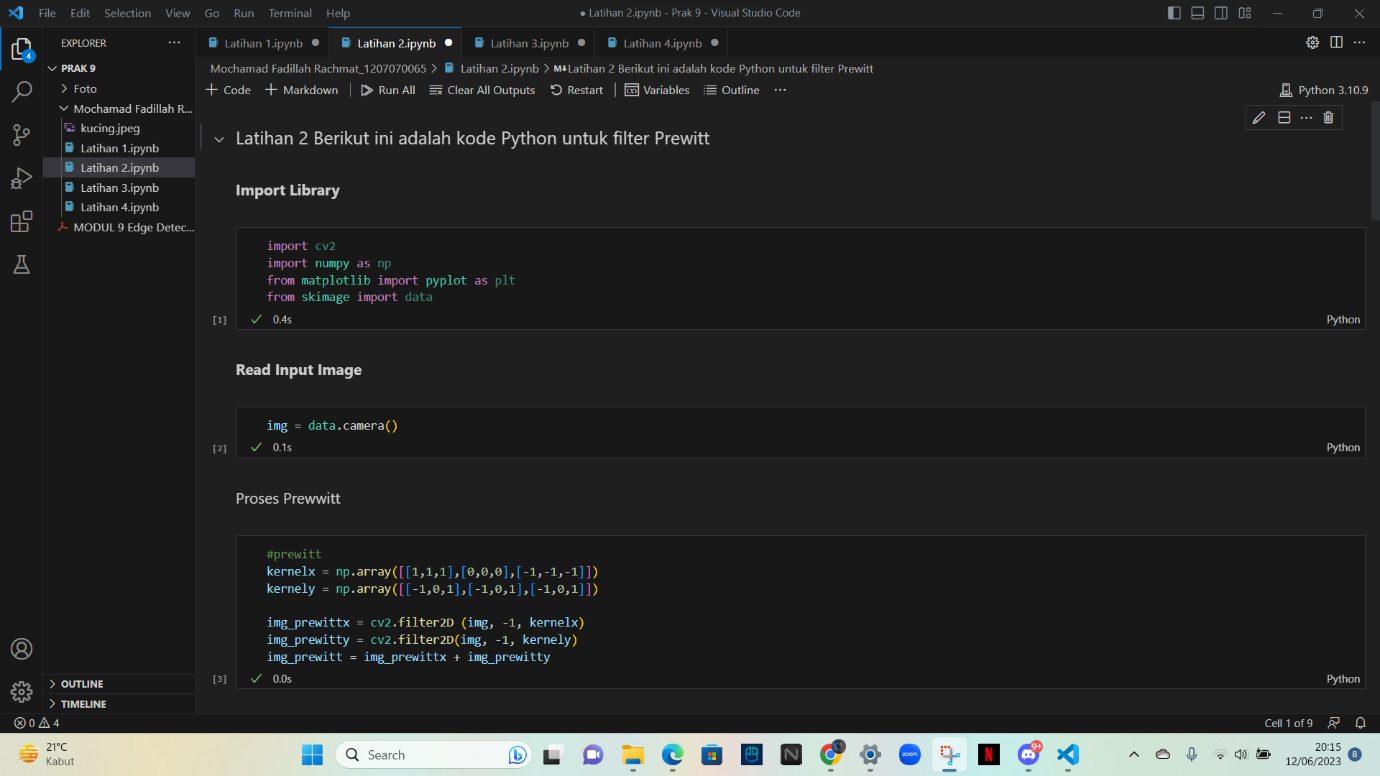 File Edit Selection View Go Run Terminal Help
● Latihan 2.ipynb - Prak 9 - Visual Studio Code
EXPLORER
Latihan 1.ipynb
Latihan 2.ipynb
Latihan 3.ipynb
Latihan 4.ipynb
PRAK 9
Foto
Mochamad Fadillah R...
kucing.jpeg
Latihan 1.ipynb
Latihan 2.ipynb
Latihan 3.ipynb
Latihan 4.ipynb
MODUL 9 Edge Detec...
OUTLINE
TIMELINE
4
Mochamad Fadillah Rachmat_1207070065 > Latihan 2.ipynb > M↓Latihan 2 Berikut ini adalah kode Python untuk filter Prewitt
+ Code + Markdown Run All Clear All Outputs Restart Variables Outline ...
Python 3.10.9
Latihan 2 Berikut ini adalah kode Python untuk filter Prewitt
Import Library
import cv2
import numpy as np
from matplotlib import pyplot as plt
from skimage import data
[1] 0.4s Python
Read Input Image
img = data.camera()
[2] 0.1s Python
Proses Prewwitt
#prewitt
kernelx = np.array([[1,1,1],[0,0,0],[-1,-1,-1]])
kernely = np.array([[-1,0,1],[-1,0,1],[-1,0,1]])
img_prewittx = cv2.filter2D (img, -1, kernelx)
img_prewitty = cv2.filter2D(img, -1, kernely)
img_prewitt = img_prewittx + img_prewitty
[3] 0.0s Python
0 4
Cell 1 of 9
21°C
Kabut
Search
zoom
N
N
9+
20:15
12/06/2023
8